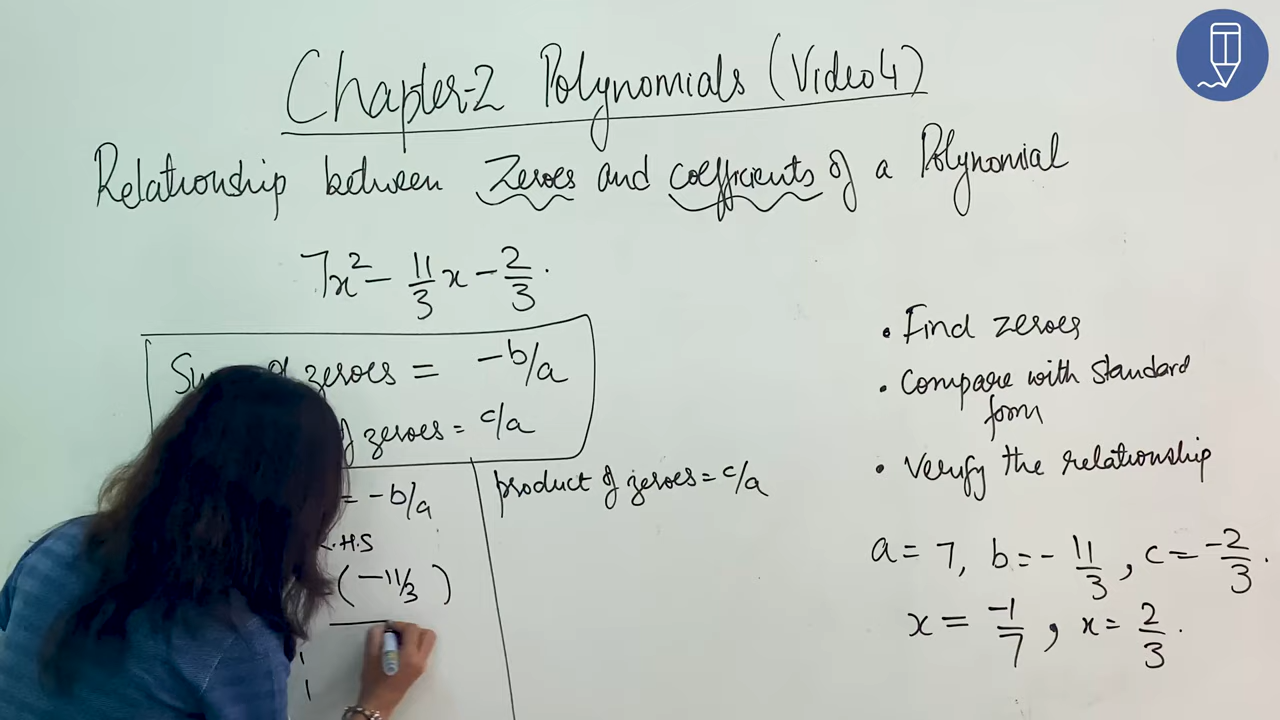 Chapter-2 Polynomials (Video 4)
Relationship between Zeroes and coefficients of a Polynomial
7x² - 11/3 x - 2/3.
zeroes = -b/a
of zeroes = c/a
= -b/a
R.H.S
(-11/3)
product of zeroes = c/a
• Find zeroes
• Compare with standard
form
• Verify the relationship
a = 7, b = - 11/3, c = -2/3.
x = -1/7, x = 2/3.